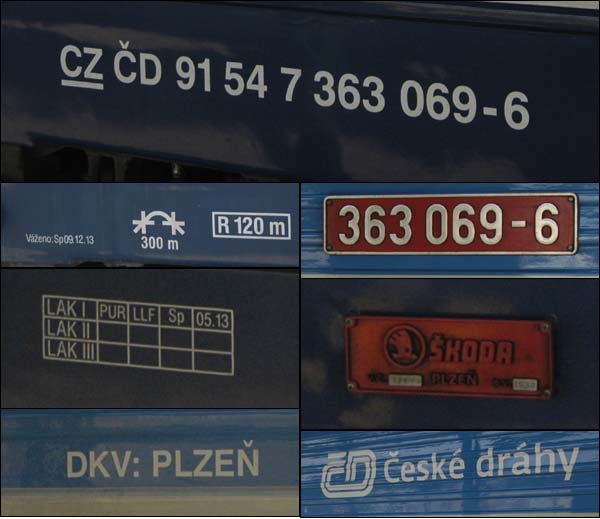 CZ ČD 91 54 7 363 069-6
Váženo:Sp09.12.13
300 m
R 120 m
363 069-6
LAK I PUR LLF Sp 05.13
LAK II
LAK III
ŠKODA
PLZEŇ
DKV: PLZEŇ
ČD České dráhy